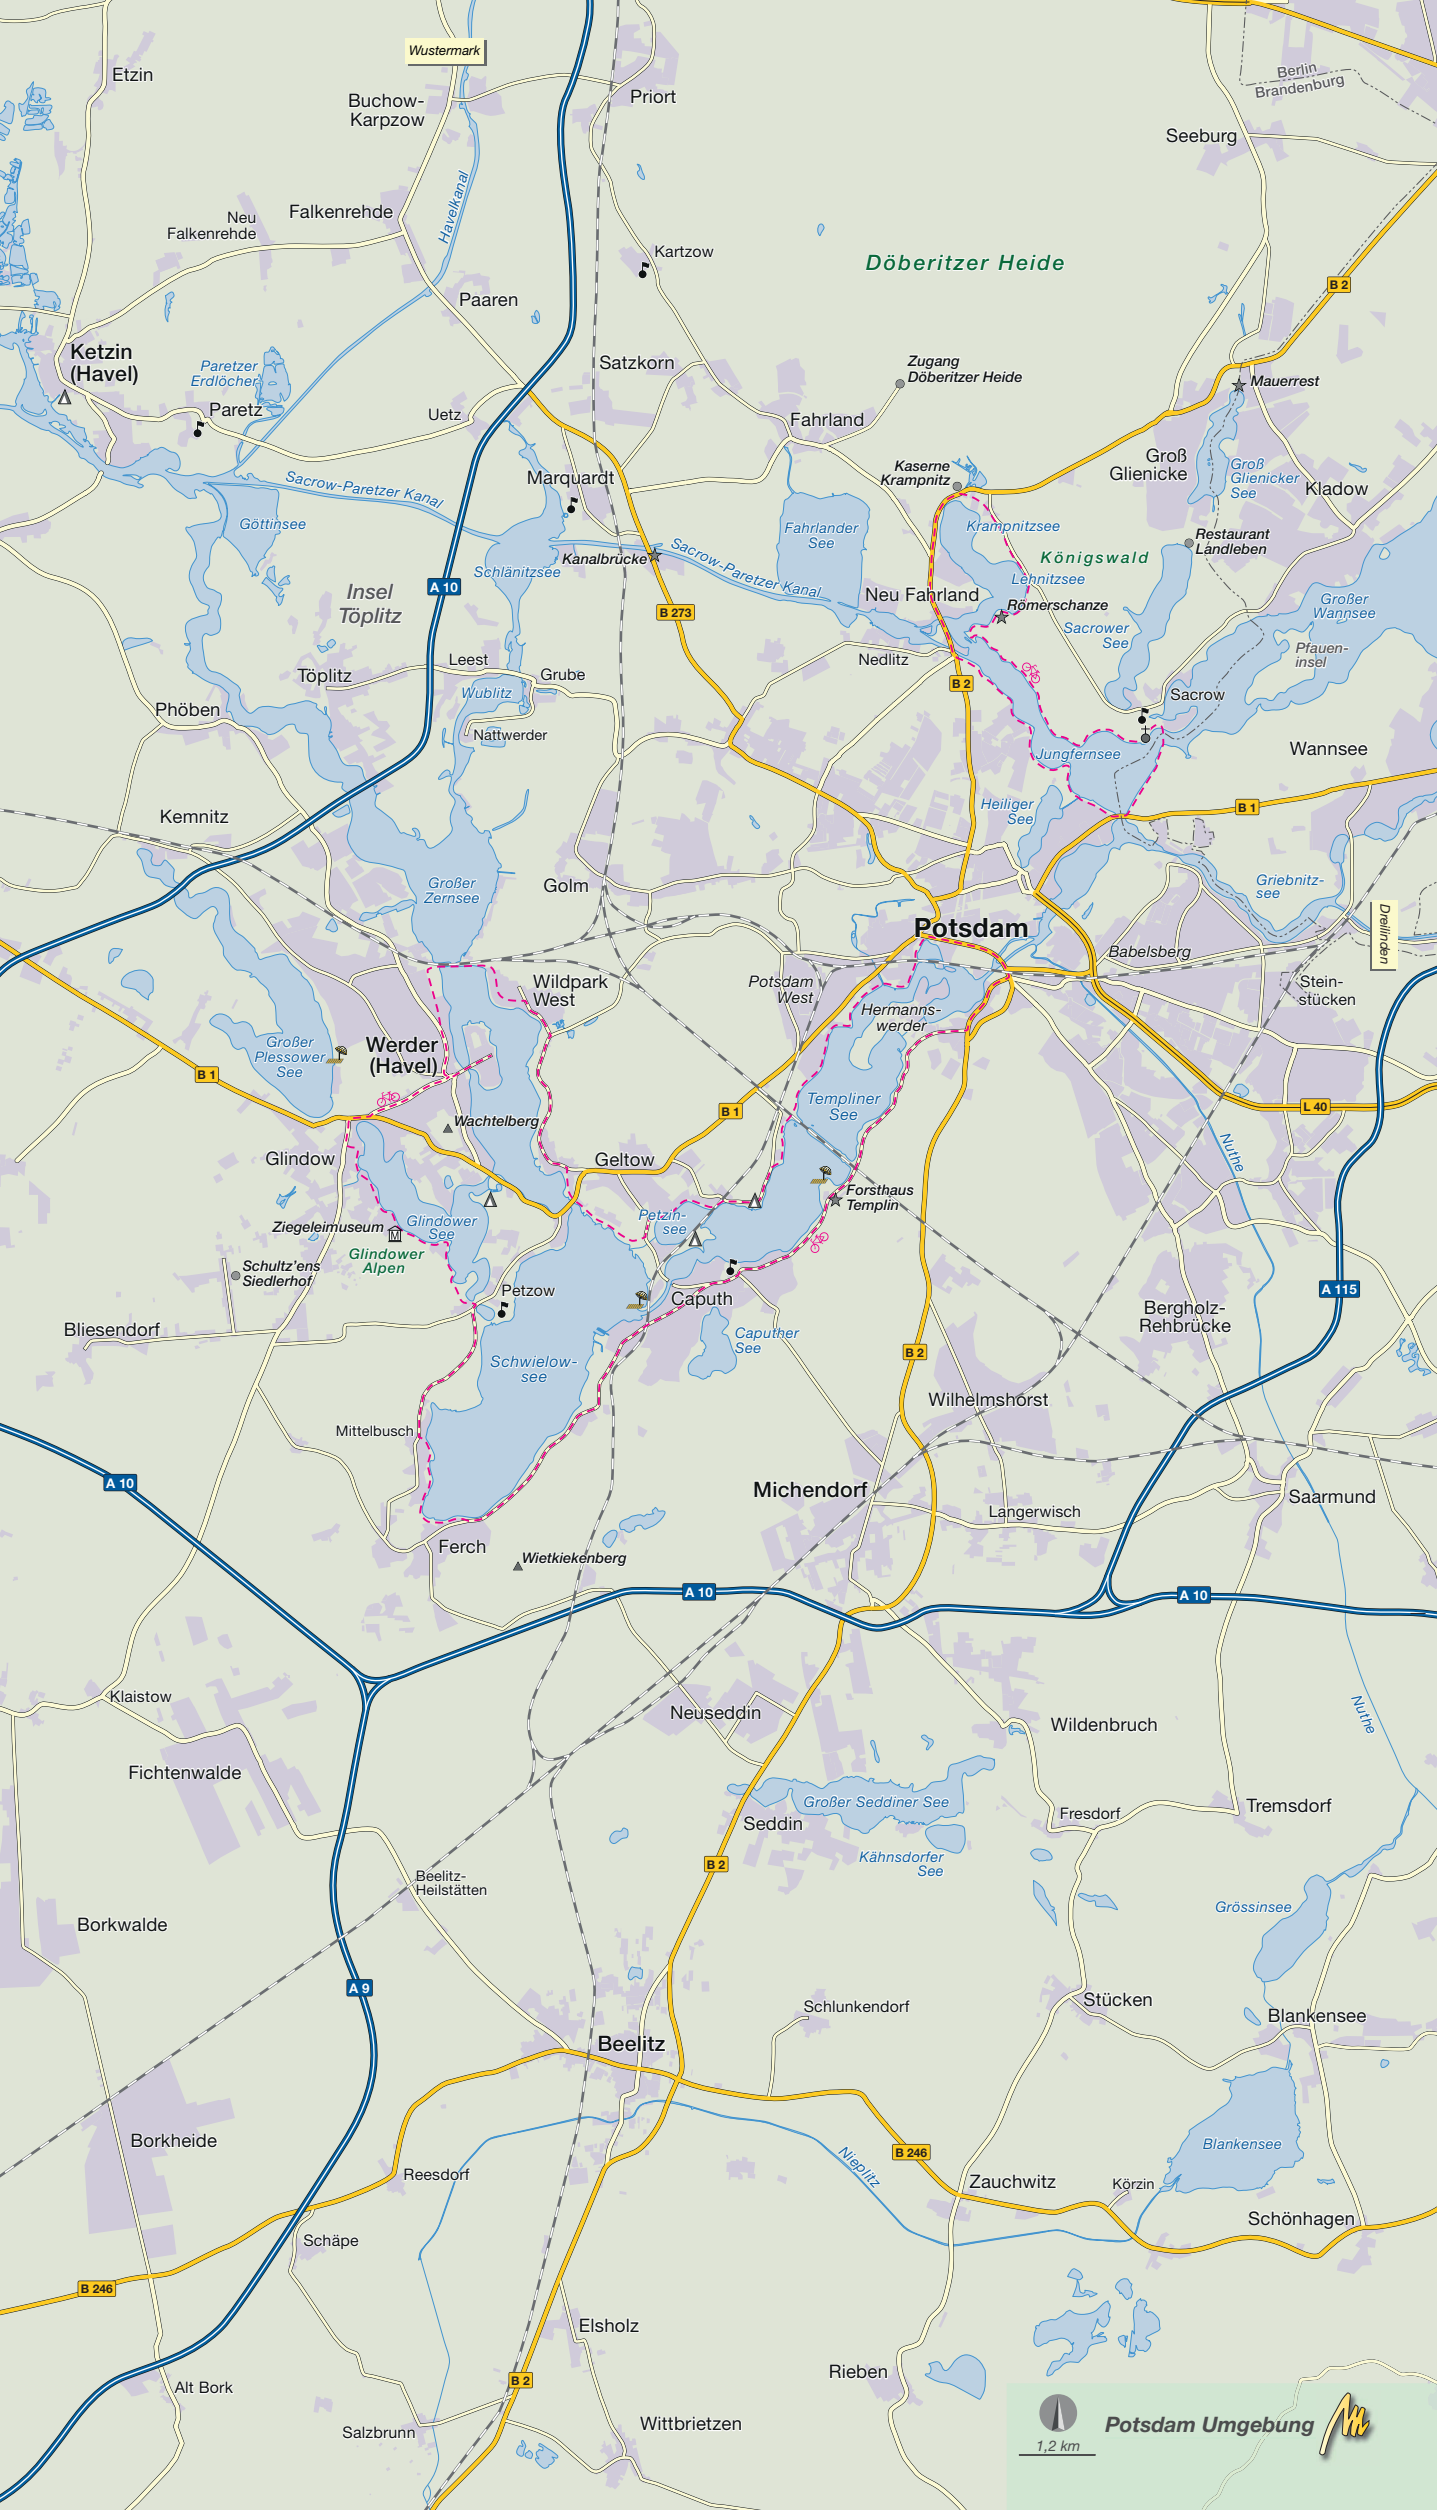 Wustermark
Etzin
Buchow-
Karpzow
Priort
Berlin
Brandenburg
Seeburg
Havelkanal
Neu
Falkenrehde
Falkenrehde
Kartzow
Döberitzer Heide
B 2
Paaren
Ketzin
(Havel)
Paretzer
Erdlöcher
Satzkorn
Zugang
Döberitzer Heide
Mauerrest
Paretz
Uetz
Fahrland
Marquardt
Kaserne
Krampnitz
Groß
Glienicke
Groß
Glienicker
See
Kladow
Sacrow-Paretzer Kanal
Göttinsee
Fahrlander
See
Krampnitzsee
Restaurant
Landleben
Kanalbrücke
Sacrow-Paretzer Kanal
Königswald
Schlänitzsee
Lehnitzsee
A 10
Insel
Töplitz
Neu Fahrland
Römerschanze
Großer
Wannsee
B 273
Sacrower
See
Pfauen-
insel
Leest
Nedlitz
Töplitz
Grube
B 2
Wublitz
Sacrow
Phöben
Nattwerder
Jungfernsee
Wannsee
Kemnitz
Heiliger
See
B 1
Großer
Zernsee
Golm
Griebnitz-
see
Potsdam
Dreilinden
Babelsberg
Wildpark
West
Potsdam
West
Stein-
stücken
Hermanns-
werder
Großer
Plessower
See
Werder
(Havel)
B 1
Templiner
See
B 1
L 40
Wachtelberg
Nuthe
Glindow
Geltow
Forsthaus
Templin
Ziegeleimuseum
Glindower
See
Petzin-
see
Glindower
Alpen
Schultz'ens
Siedlerhof
Petzow
Caputh
A 115
Bliesendorf
Bergholz-
Rehbrücke
Caputher
See
Schwielow-
see
B 2
Wilhelmshorst
Mittelbusch
A 10
Michendorf
Saarmund
Langerwisch
Ferch
Wietkiekenberg
A 10
A 10
Klaistow
Neuseddin
Wildenbruch
Nuthe
Fichtenwalde
Großer Seddiner See
Fresdorf
Tremsdorf
Seddin
B 2
Kähnsdorfer
See
Beelitz-
Heilstätten
Grössinsee
Borkwalde
A 9
Stücken
Schlunkendorf
Blankensee
Beelitz
Borkheide
Blankensee
B 246
Nieplitz
Reesdorf
Zauchwitz
Körzin
Schönhagen
Schäpe
B 246
Elsholz
Rieben
B 2
Alt Bork
Salzbrunn
Wittbrietzen
Potsdam Umgebung
1,2 km